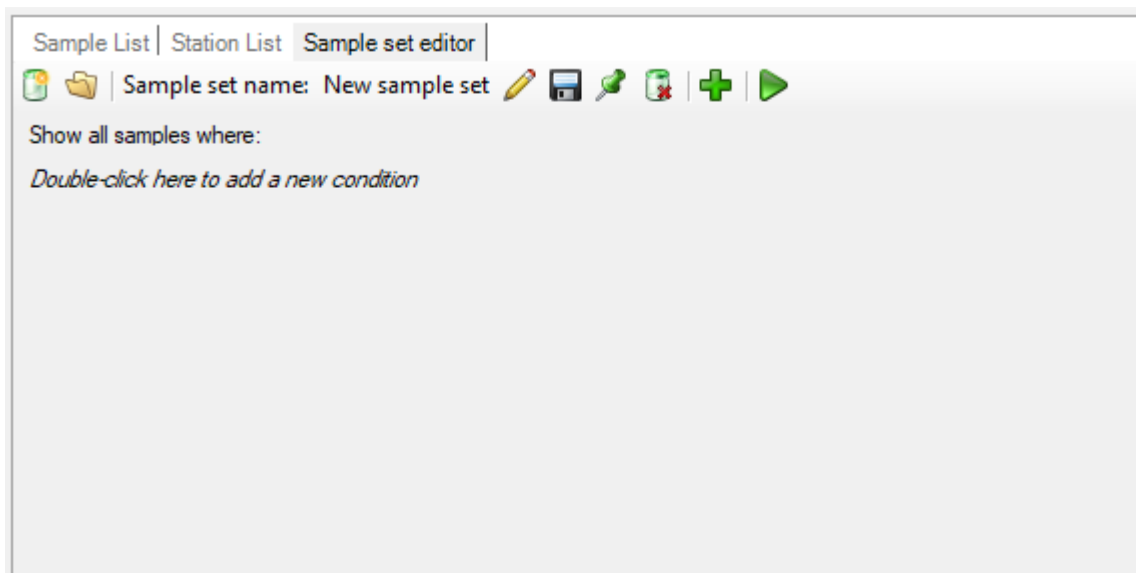 Sample List Station List Sample set editor
Sample set name: New sample set
Show all samples where:
Double-click here to add a new condition